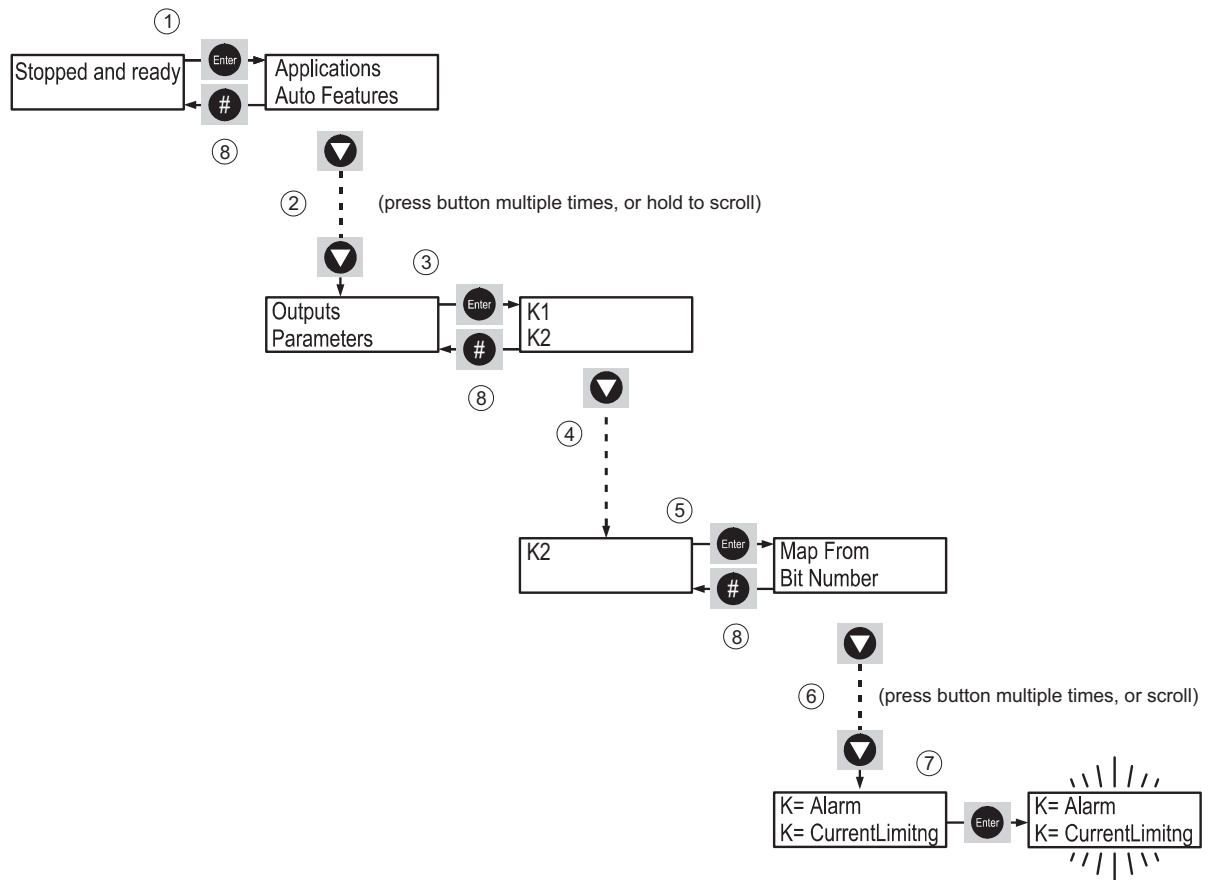 ①
Stopped and ready
Enter
Applications
Auto Features
#
⑧
②
(press button multiple times, or hold to scroll)
③
Outputs
Parameters
Enter
K1
K2
#
⑧
④
⑤
K2
Enter
Map From
Bit Number
#
⑧
⑥
(press button multiple times, or scroll)
⑦
K= Alarm
K= CurrentLimitng
Enter
K= Alarm
K= CurrentLimitng